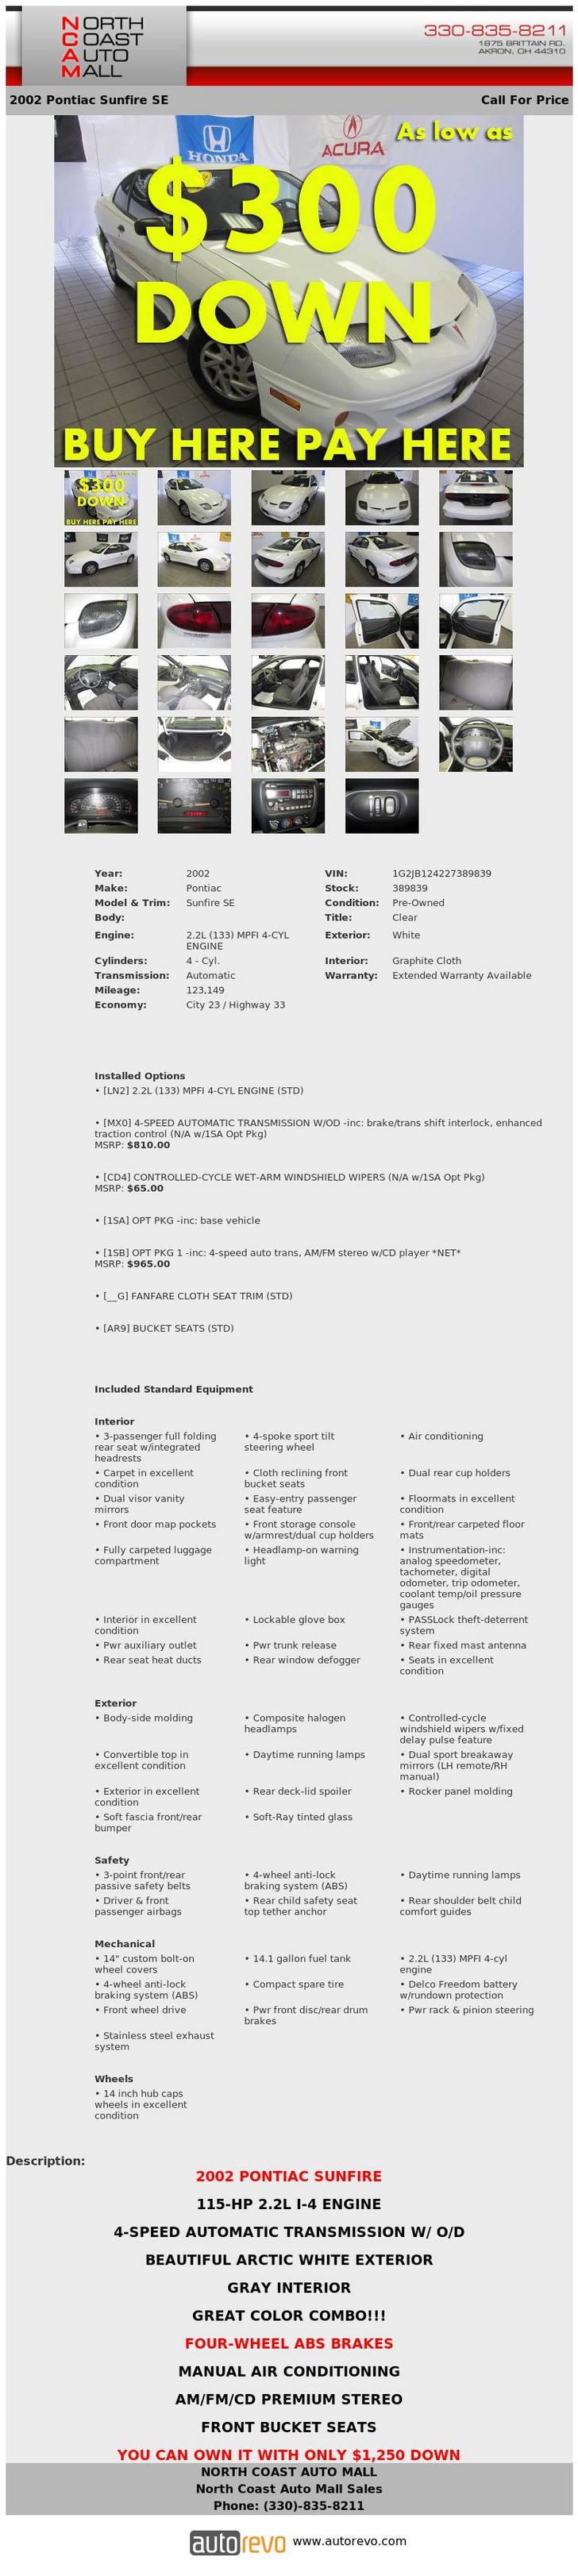 NORTH
COAST
AUTO
MALL
330-835-8211
1875 BRITTAIN RD.
AKRON, OH 44310
2002 Pontiac Sunfire SE Call For Price
As low as
HONDA ACURA
$300
DOWN
BUY HERE PAY HERE
$300
DOWN
BUY HERE PAY HERE
Year: 2002 VIN: 1G2JB124227389839
Make: Pontiac Stock: 389839
Model & Trim: Sunfire SE Condition: Pre-Owned
Body: Title: Clear
Engine: 2.2L (133) MPFI 4-CYL Exterior: White
ENGINE
Cylinders: 4 - Cyl. Interior: Graphite Cloth
Transmission: Automatic Warranty: Extended Warranty Available
Mileage: 123,149
Economy: City 23 / Highway 33
Installed Options
• [LN2] 2.2L (133) MPFI 4-CYL ENGINE (STD)
• [MX0] 4-SPEED AUTOMATIC TRANSMISSION W/OD -inc: brake/trans shift interlock, enhanced
traction control (N/A w/1SA Opt Pkg)
MSRP: $810.00
• [CD4] CONTROLLED-CYCLE WET-ARM WINDSHIELD WIPERS (N/A w/1SA Opt Pkg)
MSRP: $65.00
• [1SA] OPT PKG -inc: base vehicle
• [1SB] OPT PKG 1 -inc: 4-speed auto trans, AM/FM stereo w/CD player *NET*
MSRP: $965.00
• [__G] FANFARE CLOTH SEAT TRIM (STD)
• [AR9] BUCKET SEATS (STD)
Included Standard Equipment
Interior
• 3-passenger full folding
rear seat w/integrated
headrests
• 4-spoke sport tilt
steering wheel
• Air conditioning
• Carpet in excellent
condition
• Cloth reclining front
bucket seats
• Dual rear cup holders
• Dual visor vanity
mirrors
• Easy-entry passenger
seat feature
• Floormats in excellent
condition
• Front door map pockets
• Front storage console
w/armrest/dual cup holders
• Front/rear carpeted floor
mats
• Fully carpeted luggage
compartment
• Headlamp-on warning
light
• Instrumentation-inc:
analog speedometer,
tachometer, digital
odometer, trip odometer,
coolant temp/oil pressure
gauges
• Interior in excellent
condition
• Lockable glove box
• PASSLock theft-deterrent
system
• Pwr auxiliary outlet
• Pwr trunk release
• Rear fixed mast antenna
• Rear seat heat ducts
• Rear window defogger
• Seats in excellent
condition
Exterior
• Body-side molding
• Composite halogen
headlamps
• Controlled-cycle
windshield wipers w/fixed
delay pulse feature
• Convertible top in
excellent condition
• Daytime running lamps
• Dual sport breakaway
mirrors (LH remote/RH
manual)
• Exterior in excellent
condition
• Rear deck-lid spoiler
• Rocker panel molding
• Soft fascia front/rear
bumper
• Soft-Ray tinted glass
Safety
• 3-point front/rear
passive safety belts
• 4-wheel anti-lock
braking system (ABS)
• Daytime running lamps
• Driver & front
passenger airbags
• Rear child safety seat
top tether anchor
• Rear shoulder belt child
comfort guides
Mechanical
• 14" custom bolt-on
wheel covers
• 14.1 gallon fuel tank
• 2.2L (133) MPFI 4-cyl
engine
• 4-wheel anti-lock
braking system (ABS)
• Compact spare tire
• Delco Freedom battery
w/rundown protection
• Front wheel drive
• Pwr front disc/rear drum
brakes
• Pwr rack & pinion steering
• Stainless steel exhaust
system
Wheels
• 14 inch hub caps
wheels in excellent
condition
Description:
2002 PONTIAC SUNFIRE
115-HP 2.2L I-4 ENGINE
4-SPEED AUTOMATIC TRANSMISSION W/ O/D
BEAUTIFUL ARCTIC WHITE EXTERIOR
GRAY INTERIOR
GREAT COLOR COMBO!!!
FOUR-WHEEL ABS BRAKES
MANUAL AIR CONDITIONING
AM/FM/CD PREMIUM STEREO
FRONT BUCKET SEATS
YOU CAN OWN IT WITH ONLY $1,250 DOWN
NORTH COAST AUTO MALL
North Coast Auto Mall Sales
Phone: (330)-835-8211
autorevo www.autorevo.com